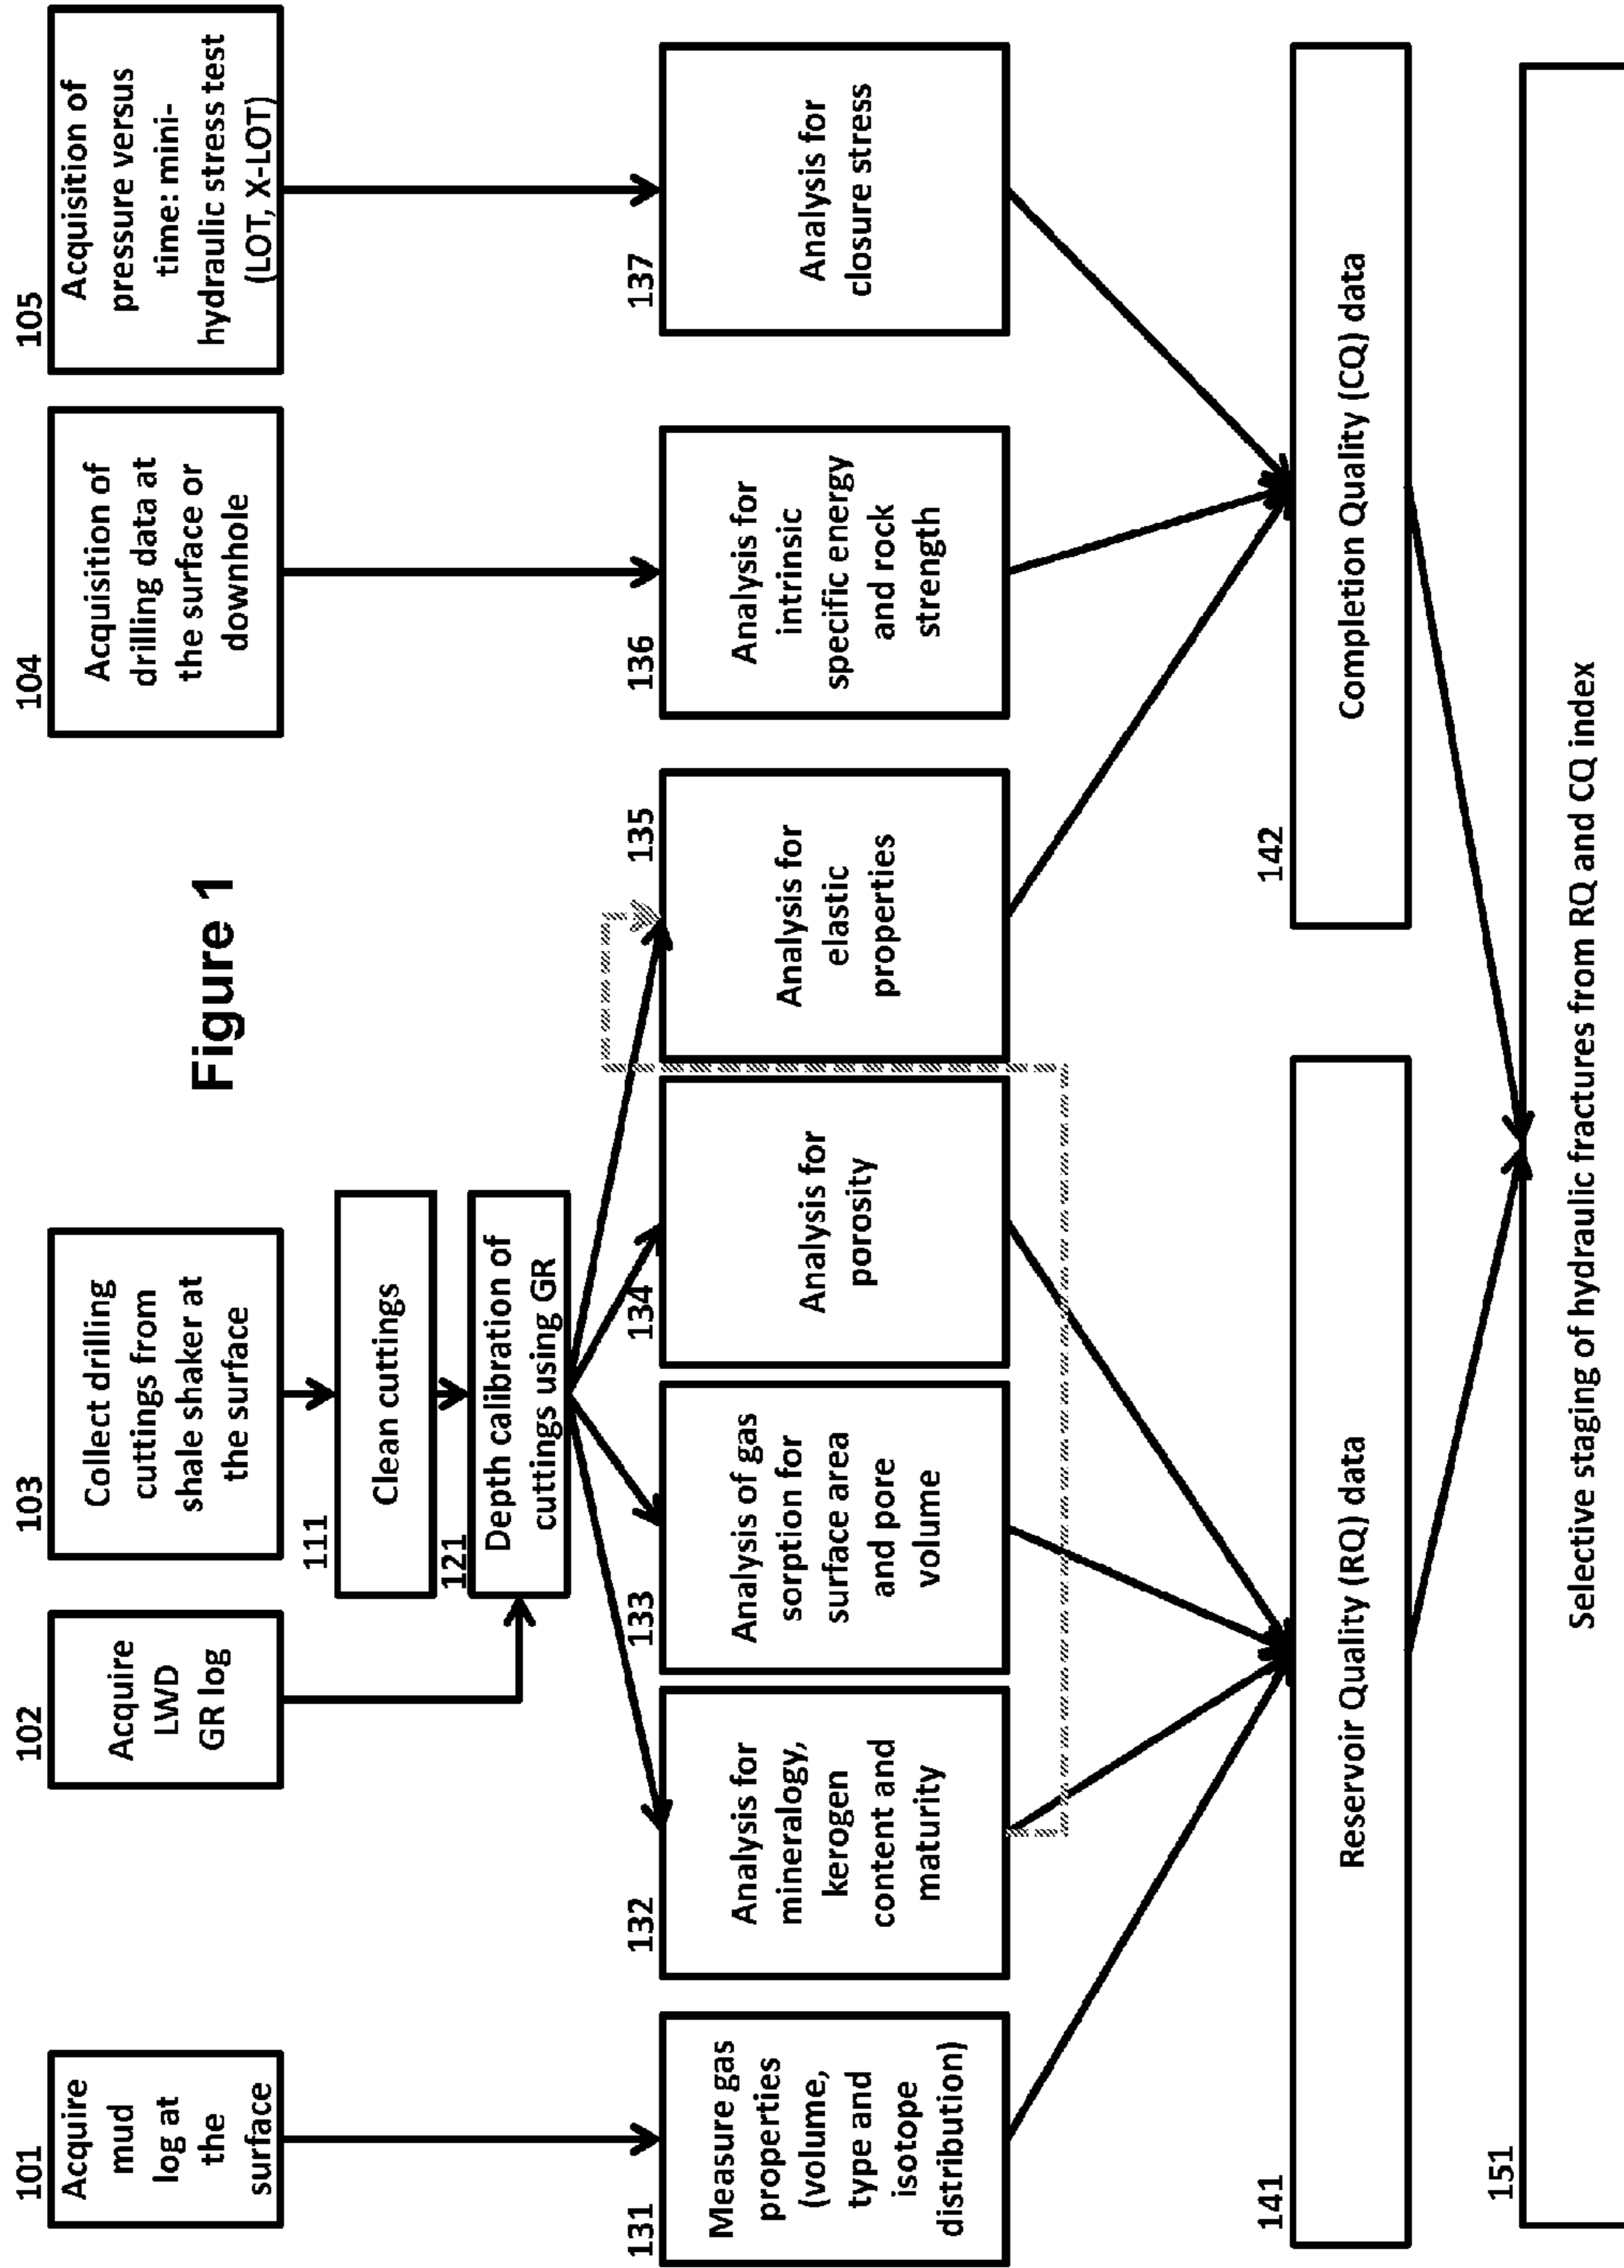 Figure 1
101
Acquire
mud
log at
the
surface
102
Acquire
LWD
GR log
103
Collect drilling
cuttings from
shale shaker at
the surface
104
Acquisition of
drilling data at
the surface or
downhole
105
Acquisition of
pressure versus
time: mini-
hydraulic stress test
(LOT, X-LOT)
111
Clean cuttings
121
Depth calibration of
cuttings using GR
131
Measure gas
properties
(volume,
type and
isotope
distribution)
132
Analysis for
mineralogy,
kerogen
content and
maturity
133
Analysis of gas
sorption for
surface area
and pore
volume
134
Analysis for
porosity
135
Analysis for
elastic
properties
136
Analysis for
intrinsic
specific energy
and rock
strength
137
Analysis for
closure stress
141
Reservoir Quality (RQ) data
142
Completion Quality (CQ) data
151
Selective staging of hydraulic fractures from RQ and CQ index